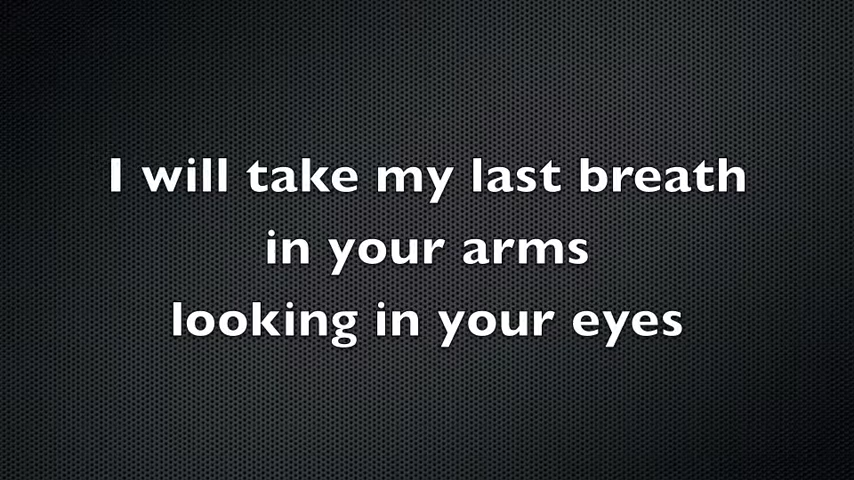 I will take my last breath
in your arms
looking in your eyes